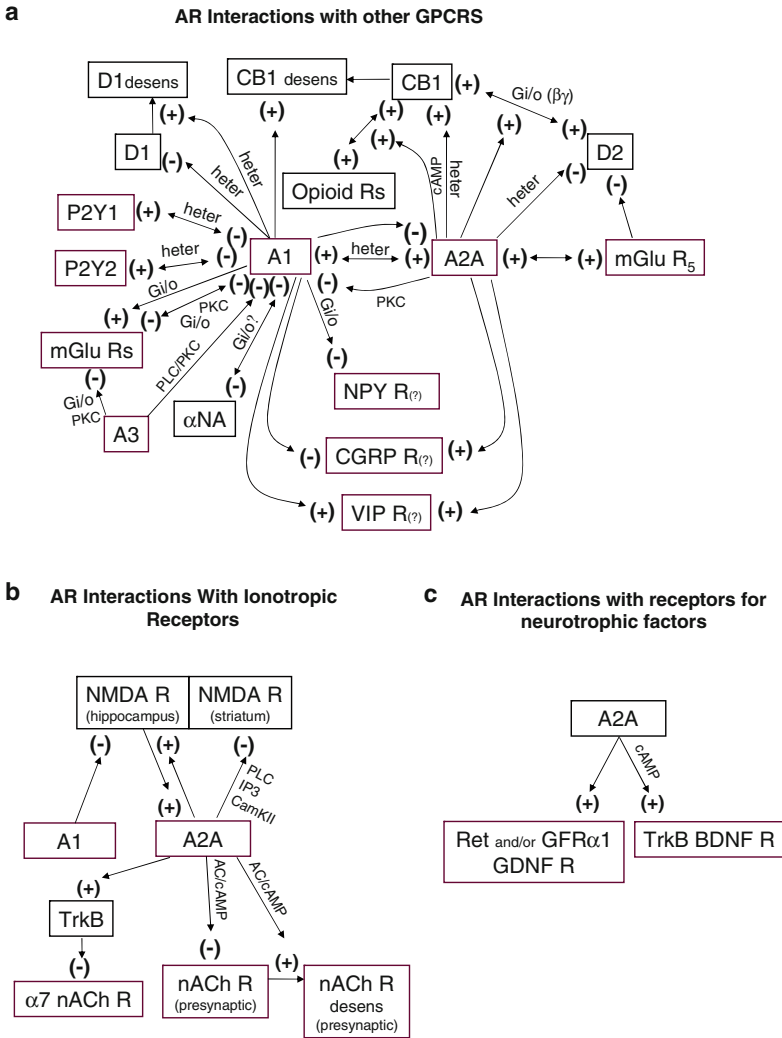 a
AR Interactions with other GPCRS
D1 desens
CB1 desens
CB1
(+)
Gi/o (βγ)
(+)
(+)
(+)
(+)
(+)
(+)
(+)
D1
(-)
heter
heter
(+)
Opioid Rs
cAMP
heter
heter
(-)
D2
(-)
P2Y1
(+)
heter
(-)
(-)
P2Y2
(+)
heter
(-)
A1
(+)
heter
(+)
A2A
(+)
(+)
mGlu R5
Gi/o
(-)
(-)
(-)
(-)
PKC
(+)
(-)
PKC
Gi/o
Gi/o?
Gi/o
mGlu Rs
PLC/PKC
(-)
(-)
(-)
Gi/o
PKC
A3
αNA
NPY R(?)
(-)
CGRP R(?)
(+)
(+)
VIP R(?)
(+)
b
AR Interactions With Ionotropic
Receptors
NMDA R
(hippocampus)
NMDA R
(striatum)
(-)
(+)
(-)
(+)
PLC
IP3
CamKII
A1
A2A
(+)
AC/cAMP
AC/cAMP
TrkB
(-)
(+)
(-)
α7 nACh R
nACh R
(presynaptic)
nACh R
desens
(presynaptic)
c
AR Interactions with receptors for
neurotrophic factors
A2A
cAMP
(+)
(+)
Ret and/or GFRα1
GDNF R
TrkB BDNF R